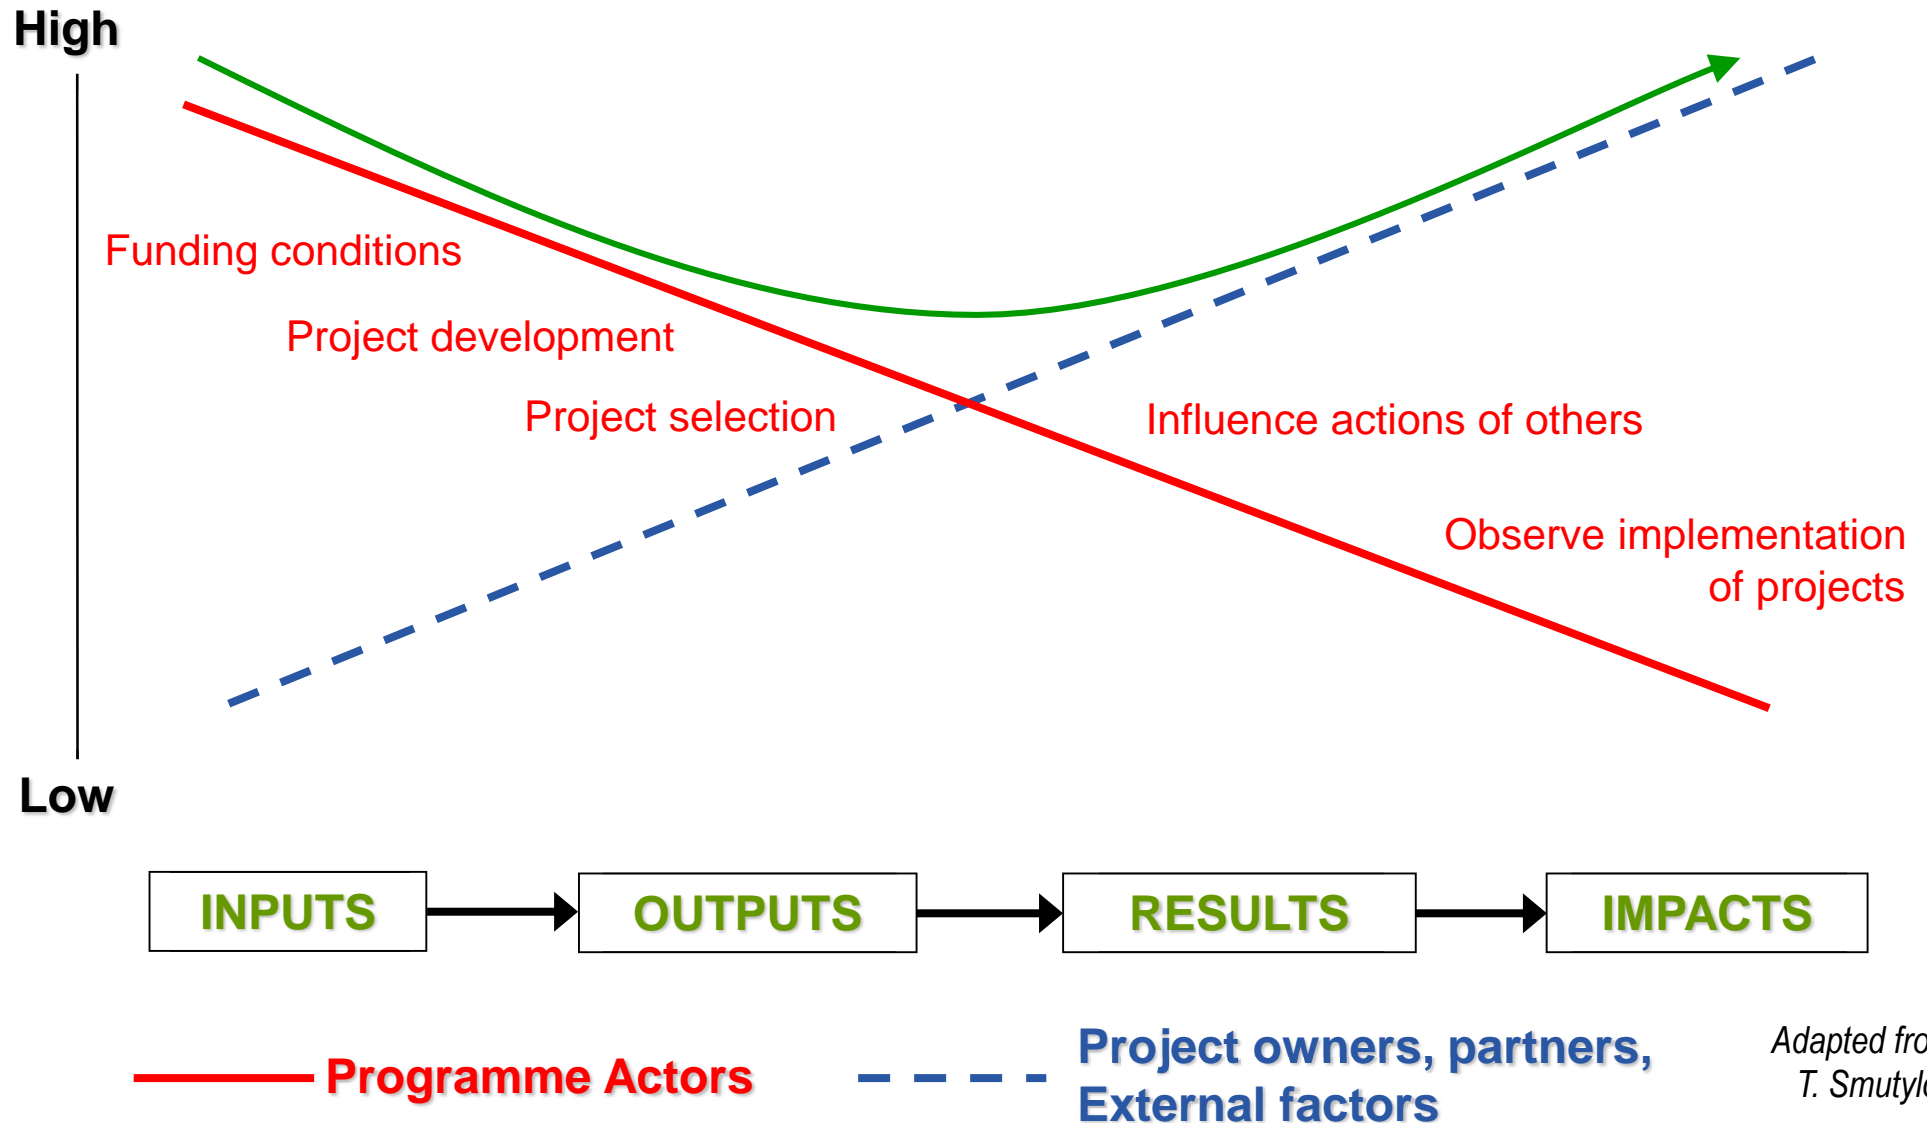 High
Funding conditions
Project development
Project selection
Influence actions of others
Observe implementation
of projects
Low
INPUTS
OUTPUTS
RESULTS
IMPACTS
Programme Actors
Project owners, partners,
External factors
Adapted
T.